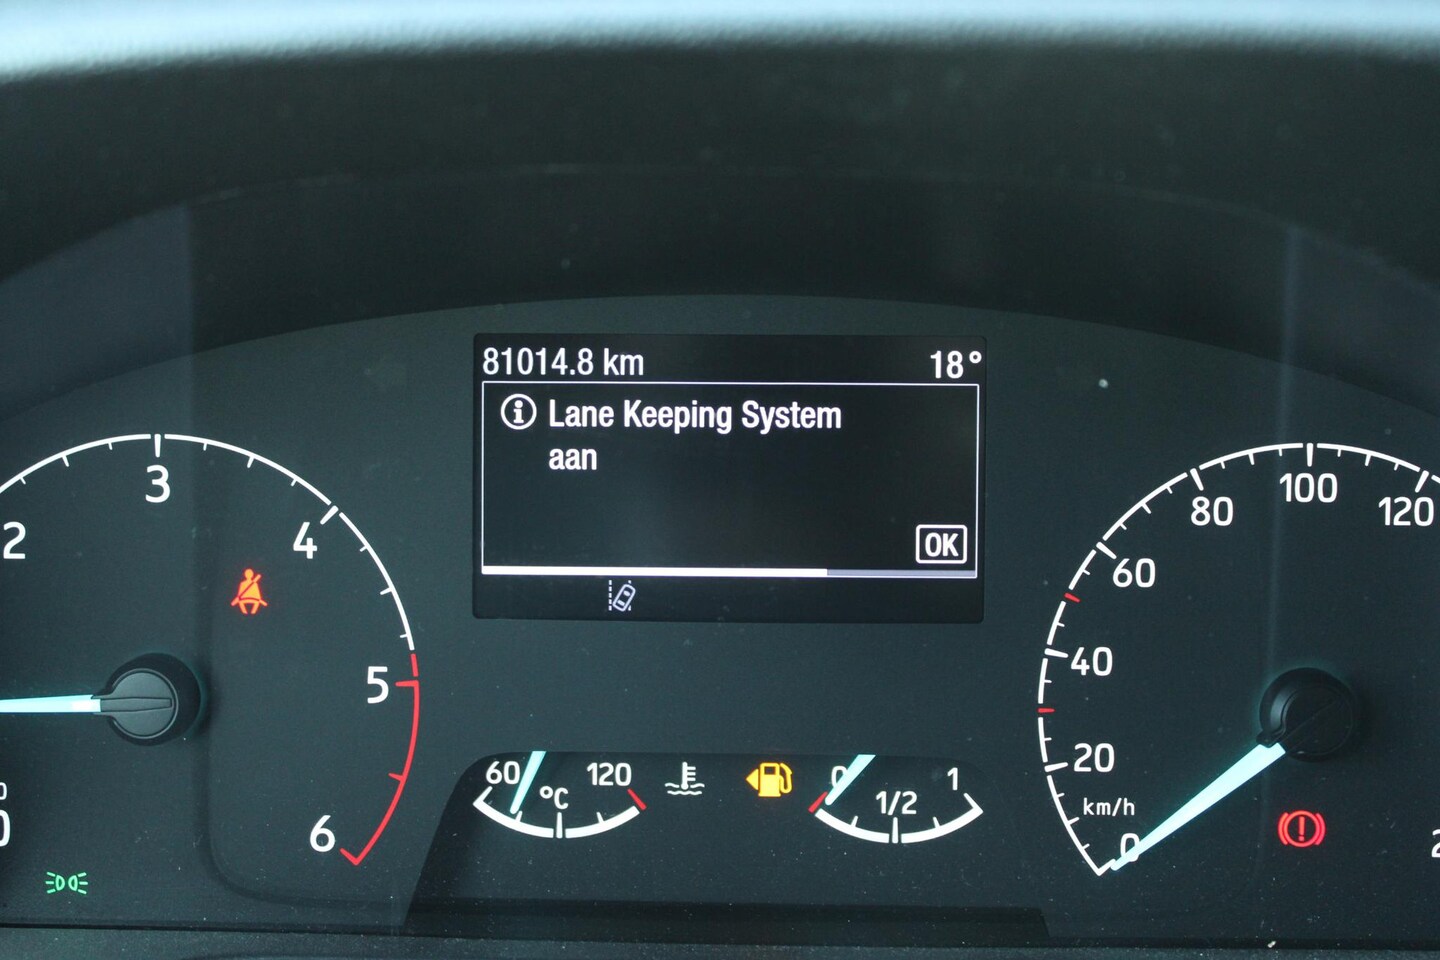 81014.8 km 18°
i Lane Keeping System
aan
OK
2 3 4 5 6
60 °C 120
0 1/2 1
0 20 40 60 80 100 120
km/h